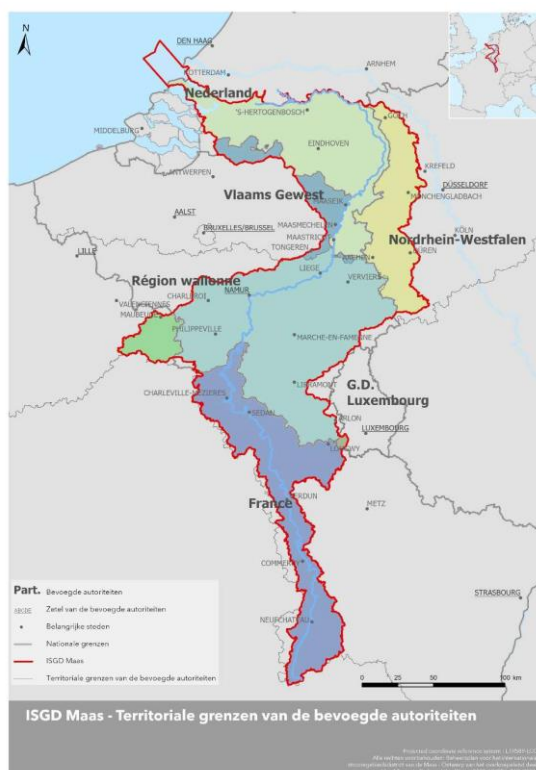 N
DEN HAAG
ROTTERDAM
ARNHEM
Nederland
'S-HERTOGENBOSCH
GOCH
MIDDELBURG
EINDHOVEN
KREFELD
ANTWERPEN
DÜSSELDORF
Vlaams Gewest
MAASEIK
MÖNCHENGLADBACH
AALST
BRUXELLES/BRUSSEL
MAASMECHELEN
KÖLN
MAASTRICHT
Nordrhein-Westfalen
TONGEREN
AACHEN
DÜREN
LILLE
LIEGE
VERVIERS
Région wallonne
NAMUR
VALENCIENNES
CHARLEROI
MAUBEUGE
PHILIPPEVILLE
MARCHE-EN-FAMENNE
G.D.
Luxembourg
LIBRAMONT
CHARLEVILLE-MEZIERES
SEDAN
ARLON
LUXEMBOURG
LONGWY
VERDUN
METZ
France
COMMERCY
STRASBOURG
NEUFCHATEAU
Part. Bevoegde autoriteiten
Zetel van de bevoegde autoriteiten
Belangrijke steden
Nationale grenzen
ISGD Maas
Territoriale grenzen van de bevoegde autoriteiten
0 25 50 100 km
ISGD Maas - Territoriale grenzen van de bevoegde autoriteiten